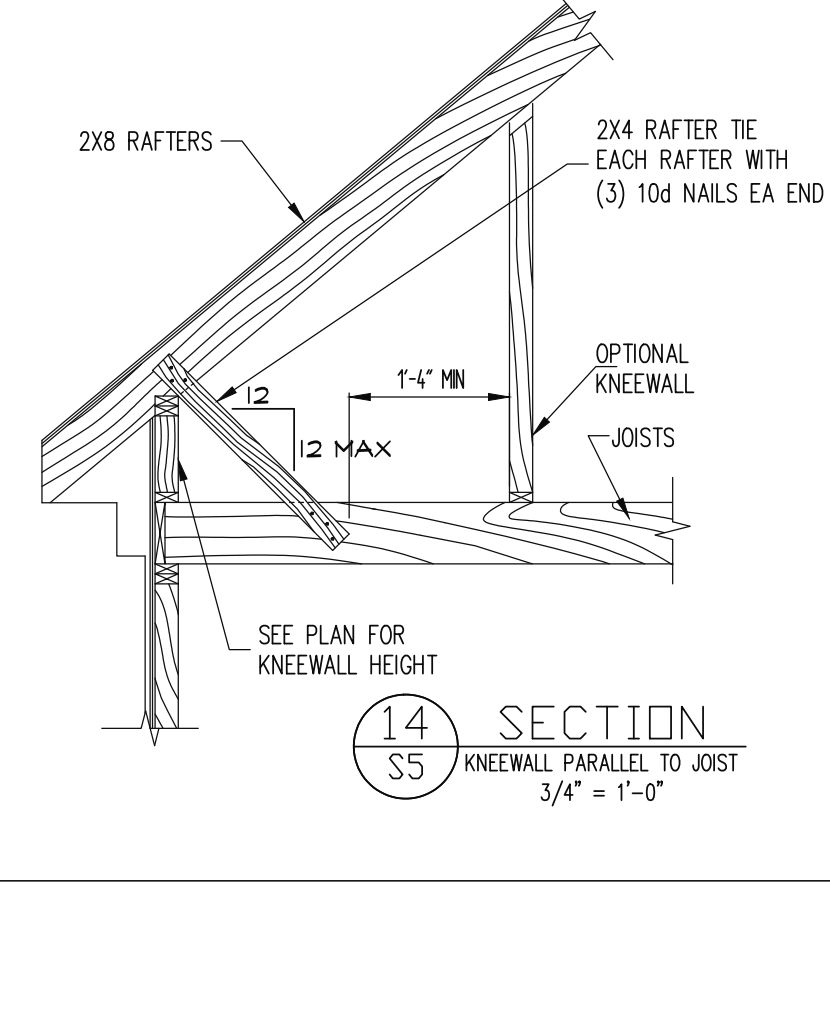 2X8 RAFTERS
2X4 RAFTER TIE
EACH RAFTER WITH
(3) 10d NAILS EA END
OPTIONAL
KNEEWALL
1'-4" MIN
12
12 MAX
JOISTS
SEE PLAN FOR
KNEEWALL HEIGHT
14
S5
SECTION
KNEEWALL PARALLEL TO JOIST
3/4" = 1'-0"